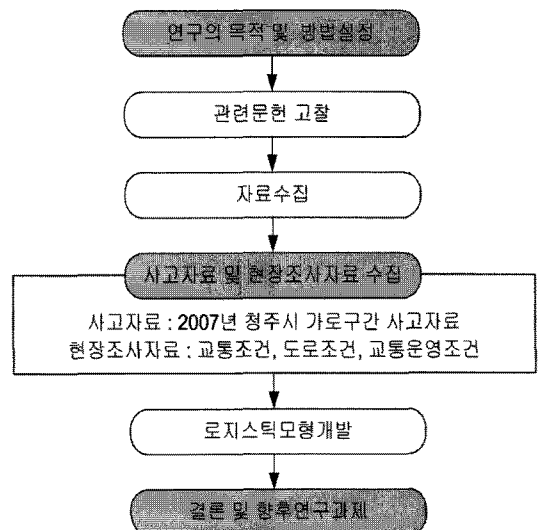 연구의 목적 및 방법설정
관련문헌 고찰
자료수집
사고자료 및 현장조사자료 수집
사고자료 : 2007년 청주시 가로구간 사고자료
현장조사자료 : 교통조건, 도로조건, 교통운영조건
로지스틱모형개발
결론 및 향후연구과제